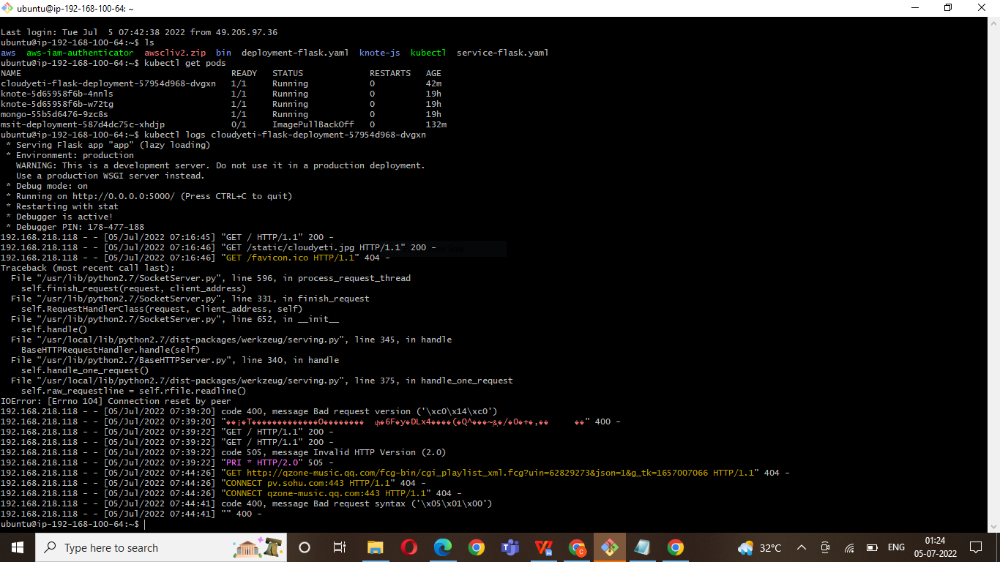 ubuntu@ip-192-168-100-64: ~
Last login: Tue Jul  5 07:42:38 2022 from 49.205.97.36
ubuntu@ip-192-168-100-64:~$ ls
aws  aws-iam-authenticator  awscliv2.zip  bin  deployment-flask.yaml  knote-js  kubectl  service-flask.yaml
ubuntu@ip-192-168-100-64:~$ kubectl get pods
NAME                                         READY   STATUS             RESTARTS   AGE
cloudyeti-flask-deployment-57954d968-dvgxn   1/1     Running            0          42m
knote-5d65958f6b-4nnls                       1/1     Running            0          19h
knote-5d65958f6b-w72tg                       1/1     Running            0          19h
mongo-55b5d6476-9zc8s                        1/1     Running            0          19h
msit-deployment-587d4dc75c-xhdjp             0/1     ImagePullBackOff   0          132m
ubuntu@ip-192-168-100-64:~$ kubectl logs cloudyeti-flask-deployment-57954d968-dvgxn
 * Serving Flask app "app" (lazy loading)
 * Environment: production
   WARNING: This is a development server. Do not use it in a production deployment.
   Use a production WSGI server instead.
 * Debug mode: on
 * Running on http://0.0.0.0:5000/ (Press CTRL+C to quit)
 * Restarting with stat
 * Debugger is active!
 * Debugger PIN: 178-477-188
192.168.218.118 - - [05/Jul/2022 07:16:45] "GET / HTTP/1.1" 200 -
192.168.218.118 - - [05/Jul/2022 07:16:46] "GET /static/cloudyeti.jpg HTTP/1.1" 200 -
192.168.218.118 - - [05/Jul/2022 07:16:46] "GET /favicon.ico HTTP/1.1" 404 -
Traceback (most recent call last):
  File "/usr/lib/python2.7/SocketServer.py", line 596, in process_request_thread
    self.finish_request(request, client_address)
  File "/usr/lib/python2.7/SocketServer.py", line 331, in finish_request
    self.RequestHandlerClass(request, client_address, self)
  File "/usr/lib/python2.7/SocketServer.py", line 652, in __init__
    self.handle()
  File "/usr/local/lib/python2.7/dist-packages/werkzeug/serving.py", line 345, in handle
    BaseHTTPRequestHandler.handle(self)
  File "/usr/lib/python2.7/BaseHTTPServer.py", line 340, in handle
    self.handle_one_request()
  File "/usr/local/lib/python2.7/dist-packages/werkzeug/serving.py", line 375, in handle_one_request
    self.raw_requestline = self.rfile.readline()
IOError: [Errno 104] Connection reset by peer
192.168.218.118 - - [05/Jul/2022 07:39:20] code 400, message Bad request version ('\xc0\x14\xc0')
192.168.218.118 - - [05/Jul/2022 07:39:20] " " 400 -
192.168.218.118 - - [05/Jul/2022 07:39:22] "GET / HTTP/1.1" 200 -
192.168.218.118 - - [05/Jul/2022 07:39:22] "GET / HTTP/1.1" 200 -
192.168.218.118 - - [05/Jul/2022 07:39:22] code 505, message Invalid HTTP Version (2.0)
192.168.218.118 - - [05/Jul/2022 07:39:22] "PRI * HTTP/2.0" 505 -
192.168.218.118 - - [05/Jul/2022 07:44:26] "GET http://qzone-music.qq.com/fcg-bin/cgi_playlist_xml.fcg?uin=62829273&json=1&g_tk=1657007066 HTTP/1.1" 404 -
192.168.218.118 - - [05/Jul/2022 07:44:26] "CONNECT pv.sohu.com:443 HTTP/1.1" 404 -
192.168.218.118 - - [05/Jul/2022 07:44:26] "CONNECT qzone-music.qq.com:443 HTTP/1.1" 404 -
192.168.218.118 - - [05/Jul/2022 07:44:41] code 400, message Bad request syntax ('\x05\x01\x00')
192.168.218.118 - - [05/Jul/2022 07:44:41] "" 400 -
ubuntu@ip-192-168-100-64:~$
Type here to search
32°C
ENG
01:24
05-07-2022